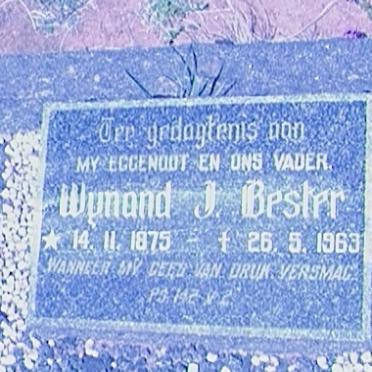 Ter gedagtenis aan
MY EGGENOOT EN ONS VADER.
Wynand J. Bester
★ 14. 11. 1875 - † 26. 5. 1963
WANNEER MY GEES VAN DRUK VERSMAG
PS 142 V 2